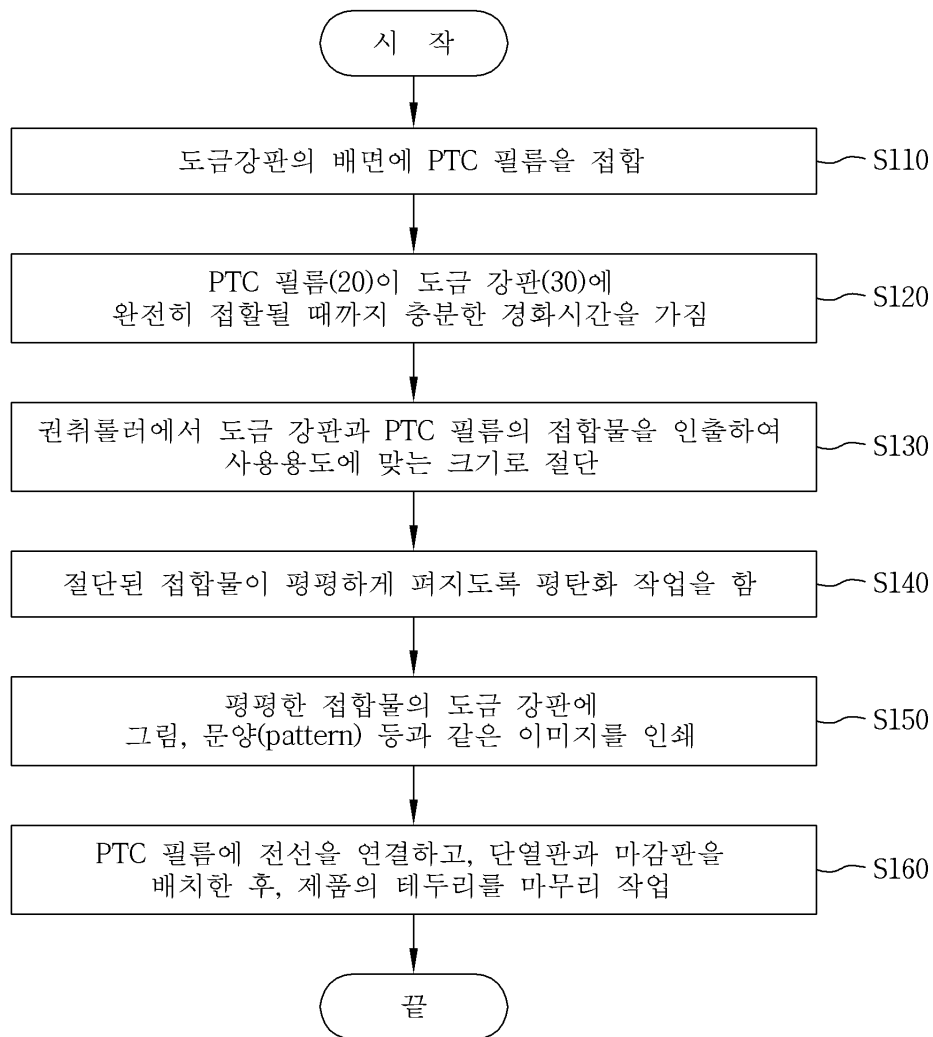 시 작
도금강판의 배면에 PTC 필름을 접합
S110
PTC 필름(20)이 도금 강판(30)에
완전히 접할될 때까지 충분한 경화시간을 가짐
S120
권취롤러에서 도금 강판과 PTC 필름의 접합물을 인출하여
사용용도에 맞는 크기로 절단
S130
절단된 접합물이 평평하게 펴지도록 평탄화 작업을 함
S140
평평한 접합물의 도금 강판에
그림, 문양(pattern) 등과 같은 이미지를 인쇄
S150
PTC 필름에 전선을 연결하고, 단열판과 마감판을
배치한 후, 제품의 테두리를 마무리 작업
S160
끝